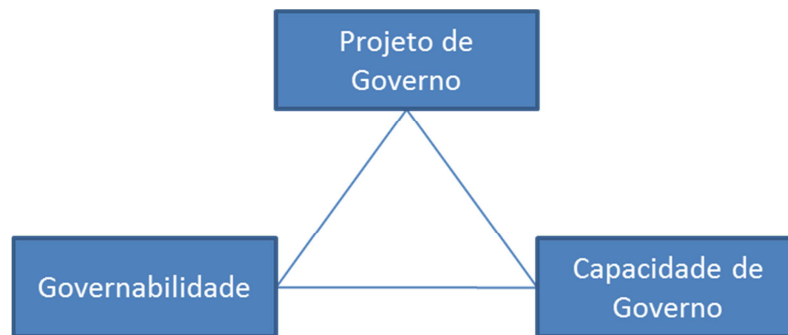 Projeto de
Governo
Governabilidade
Capacidade de
Governo